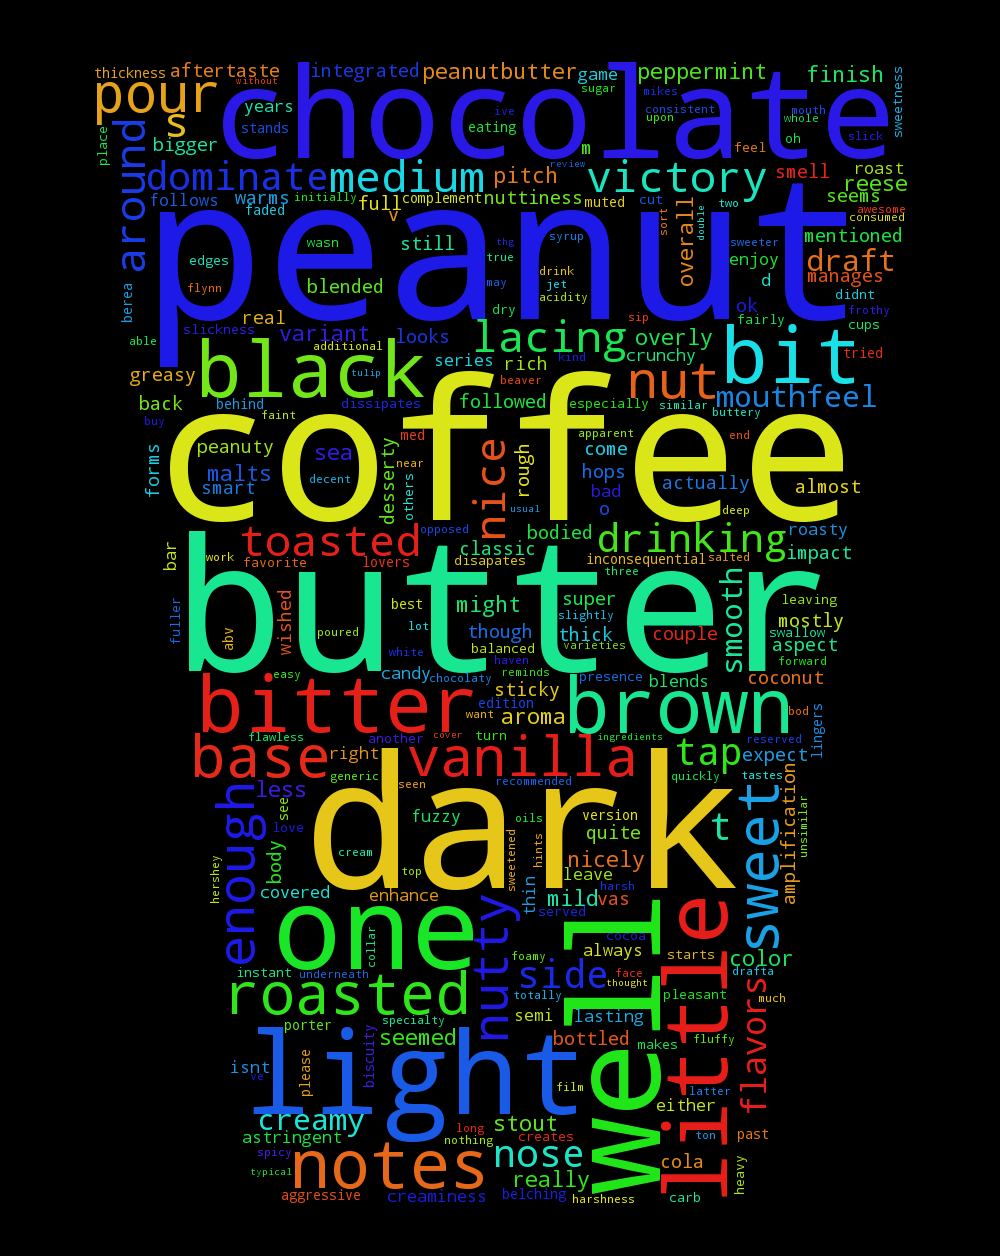 thickness aftertaste integrated peanutbutter game peppermint finish
without sugar mikes sweetness
pour chocolate
s years ive consistent mouth
stands eating upon whole
place around bigger m feel oh slick
dominate medium pitch review victory smell roast
reese
follows warms initially full complement nuttiness muted cut two seems awesome
faded v sort overall double consumed
peanut
wasn still thg syrup sweeter mentioned
edges true enjoy draft
flynn blended may drink jet d manages
berea acidity didnt
real dry sip ok frothy
slickness variant looks lacing overly fairly cups
able additional series rich kind crunchy bit tried
greasy black tulip beaver nut mouthfeel
back behind dissipates followed especially similar buttery
buy faint
coffee
peanuty sea med nice rough apparent come end
forms malts near hops actually almost
smart decent desserty others usual bad o deep
toasted opposed bodied drinking roasty
bar work favorite lovers classic disapates inconsequential salted impact
butter
three
fuller abv wished poured best might super smooth leaving
lot though slightly thick couple mostly
balanced varieties swallow aspect
white haven forward
easy candy chocolaty reminds presence blends coconut
bitter sticky brown
edition
want aroma bod lingers
flawless another cover turn ingredients reserved
base right vanilla tap expect
generic seen recommended quickly tastes
less dark
enough see fuzzy oils version t sweet amplification unsimilar
love quite
body cream sweetened hints nicely
hershey top leave
covered enhance thin mild harsh vas
one served
collar nutty cocoa well little
foamy always starts color
instant underneath side face thought drafta
roasted totally pleasant much
porter specialty semi lasting flavors
seemed bottled makes fluffy
isnt light
ve please biscuity film either latter
creamy stout
astringent long creates ton past
spicy nothing nose
typical notes really cola heavy
aggressive creaminess belching harshness carb